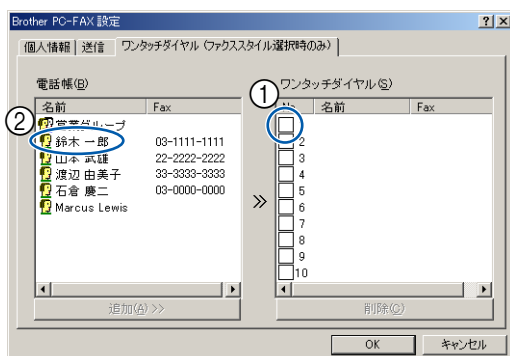 Brother PC-FAX 設定
個人情報 送信 ワンタッチダイヤル (ファクススタイル選択時のみ)
電話帳(B)
名前 Fax
② 営業グループ
鈴木 一郎 03-1111-1111
山本 武雄 22-2222-2222
渡辺 由美子 33-3333-3333
石倉 慶二 03-0000-0000
Marcus Lewis
追加(A) >>
≫
① ワンタッチダイヤル(S)
No 名前 Fax
2
3
4
5
6
7
8
9
10
削除(C)
OK キャンセル